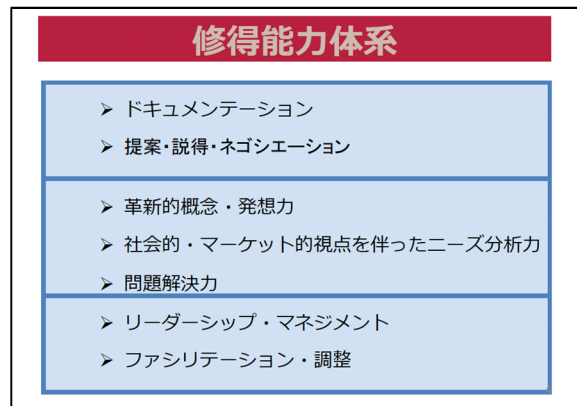 修得能力体系
➢ ドキュメンテーション
➢ 提案・説得・ネゴシエーション
➢ 革新的概念・発想力
➢ 社会的・マーケット的視点を伴ったニーズ分析力
➢ 問題解決力
➢ リーダーシップ・マネジメント
➢ ファシリテーション・調整